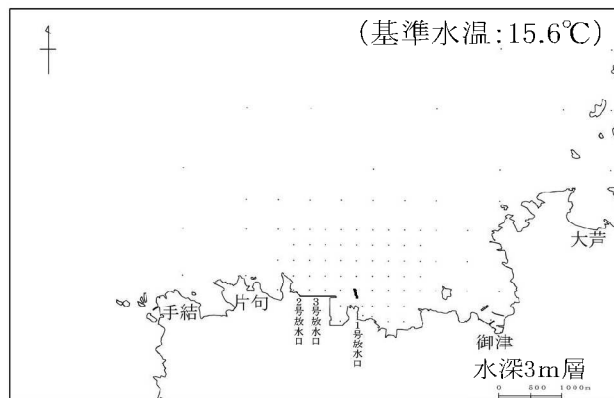 (基準水温:15.6℃)
大芦
手結
片句
2号放水口
3号放水口
1号放水口
御津
水深3m層
0 500 1000m